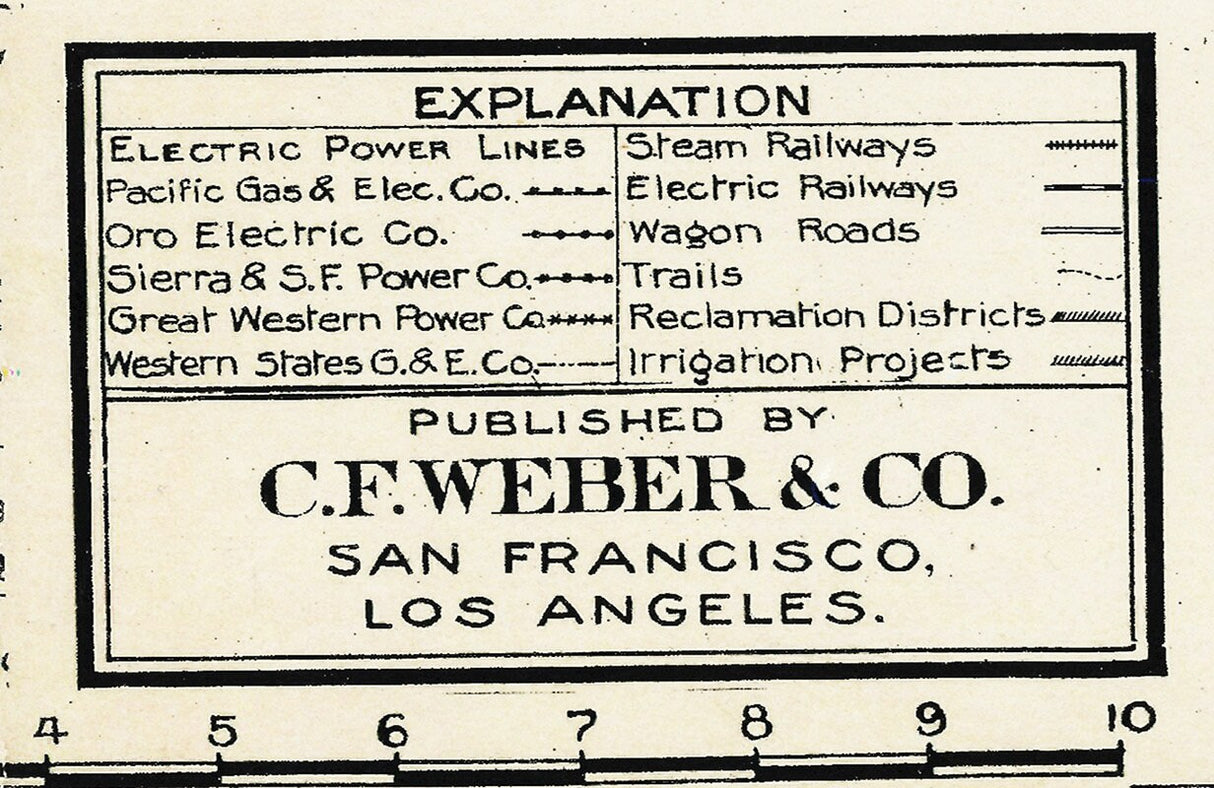 EXPLANATION
ELECTRIC POWER LINES
Pacific Gas & Elec. Co.
Oro Electric Co.
Sierra & S.F. Power Co.
Great Western Power Co.
Western States G. & E. Co.
Steam Railways
Electric Railways
Wagon Roads
Trails
Reclamation Districts
Irrigation Projects
PUBLISHED BY
C.F. WEBER & CO.
SAN FRANCISCO,
LOS ANGELES.
4 5 6 7 8 9 10